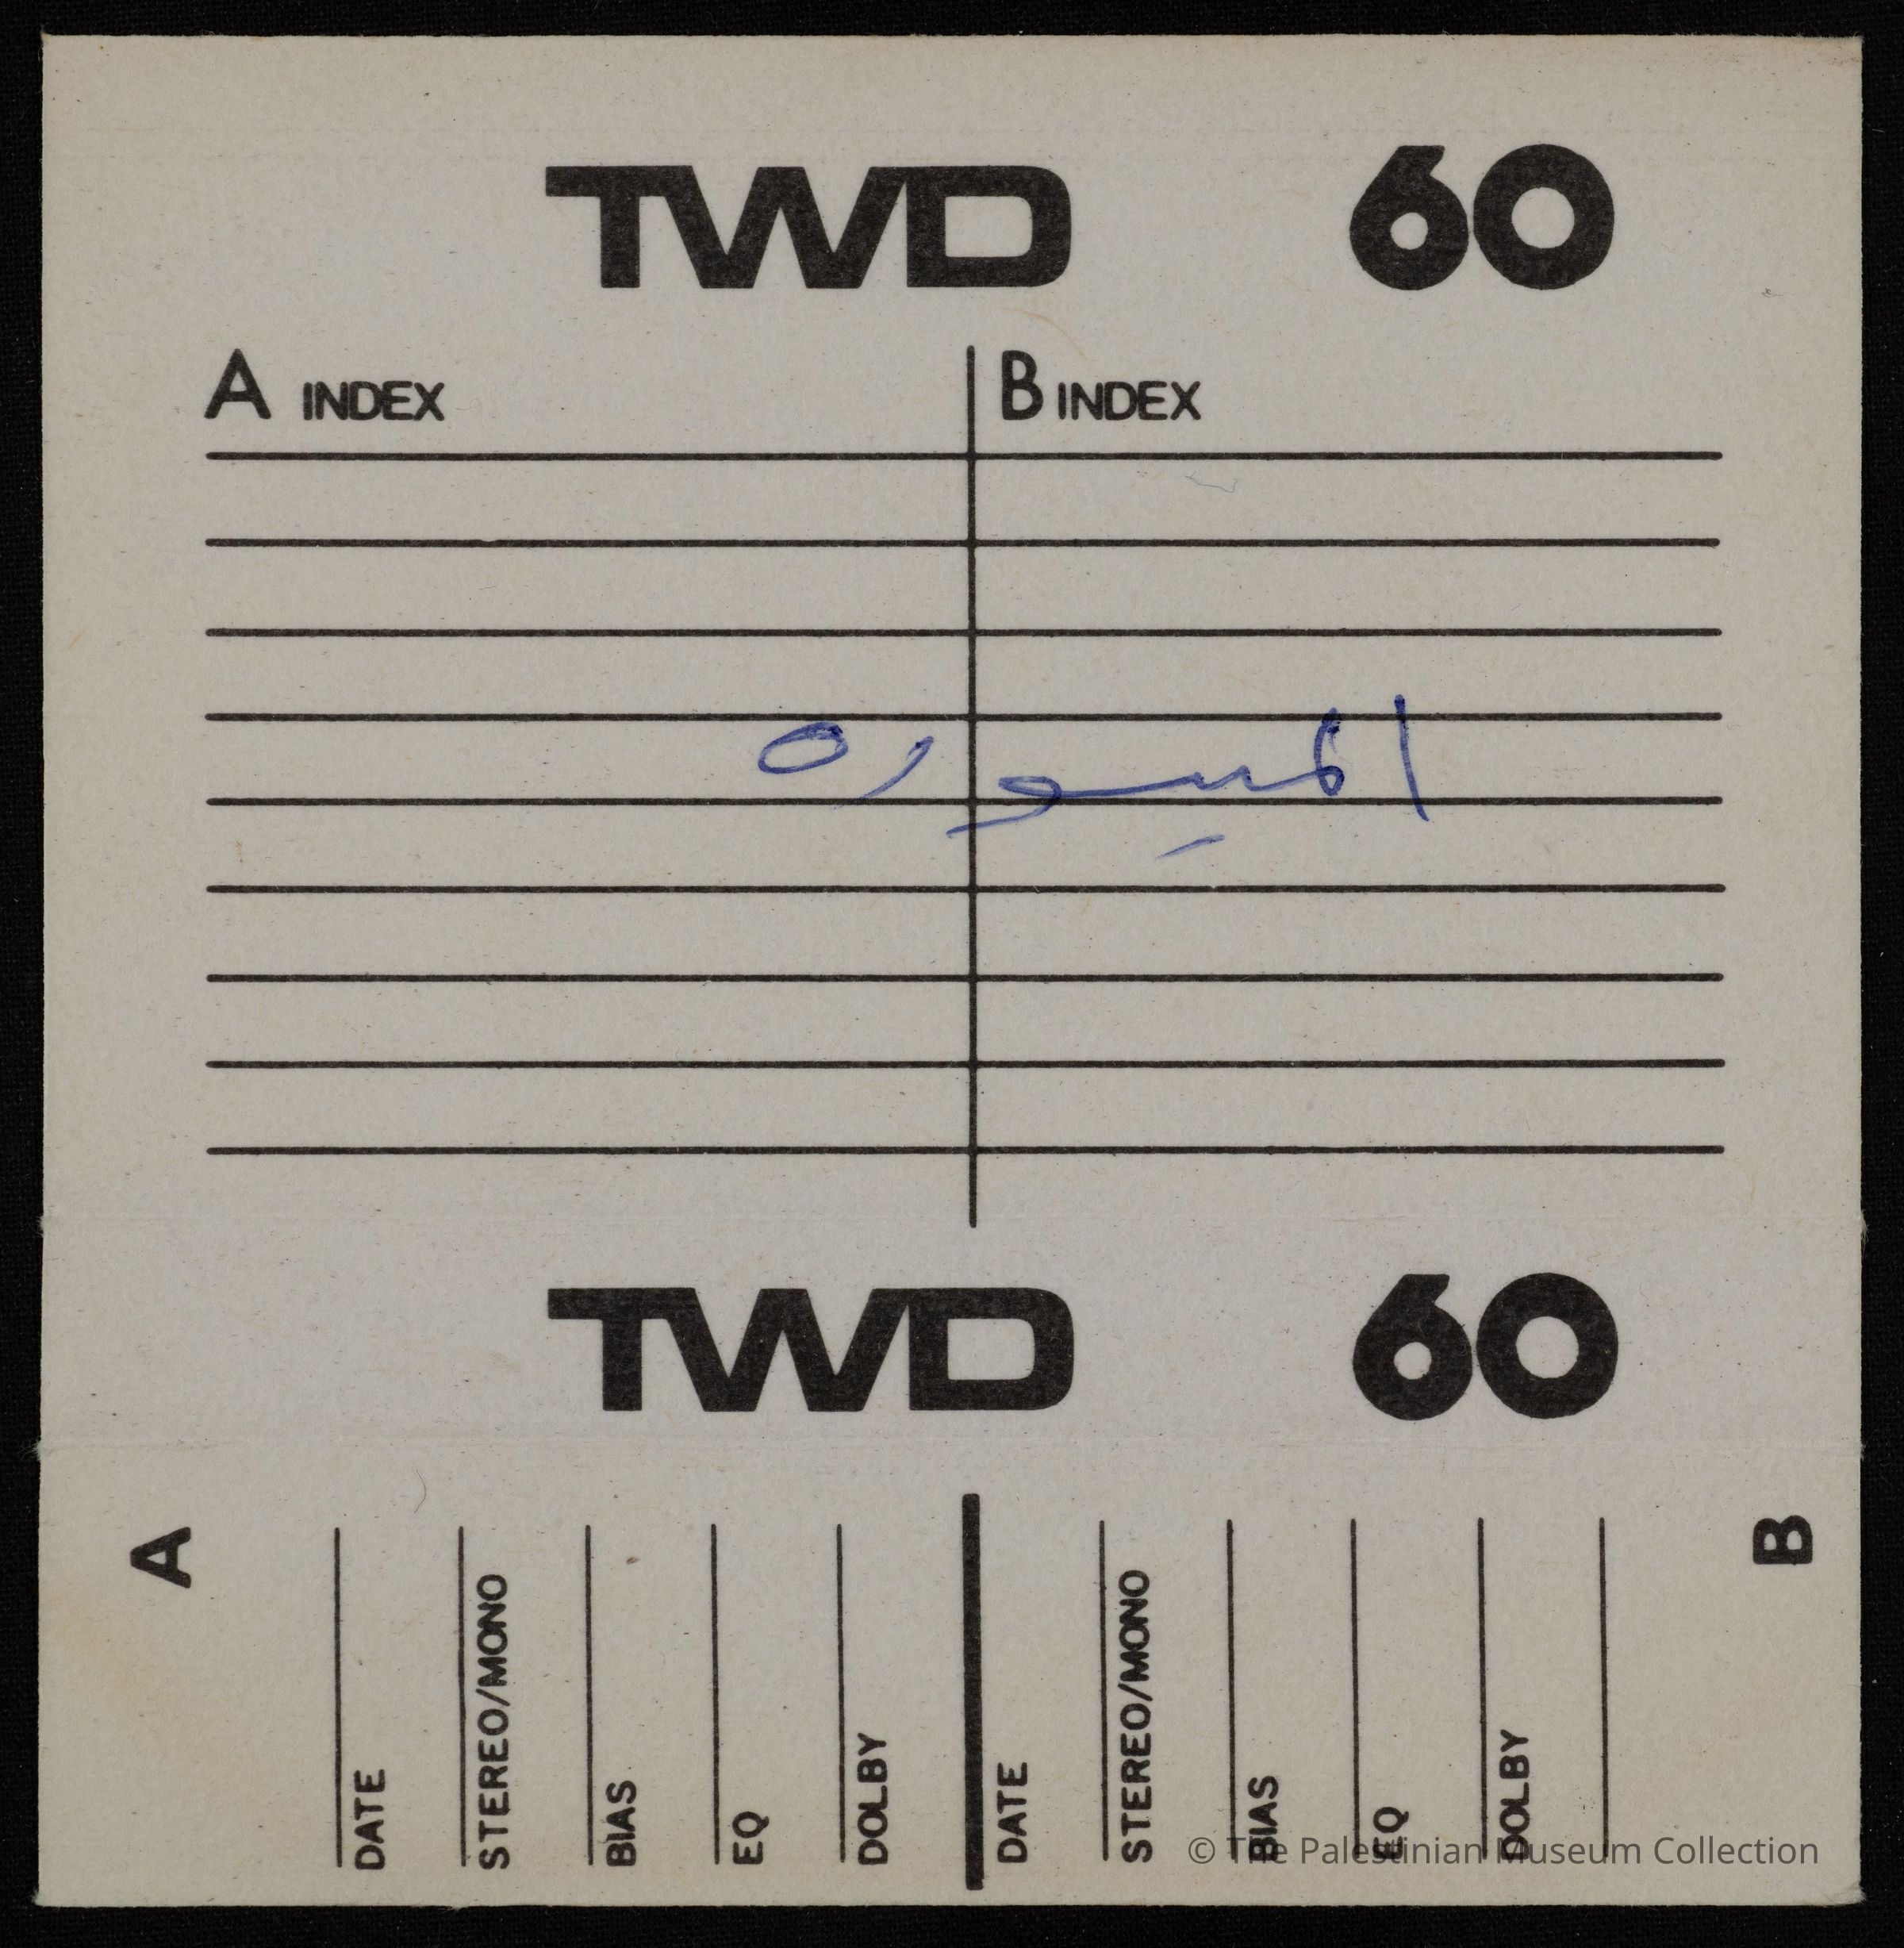 TWD 60
A INDEX
B INDEX
TWD 60
A
DATE
STEREO/MONO
BIAS
EQ
DOLBY
DATE
STEREO/MONO
BIAS
EQ
DOLBY
B
© The Palestinian Museum Collection